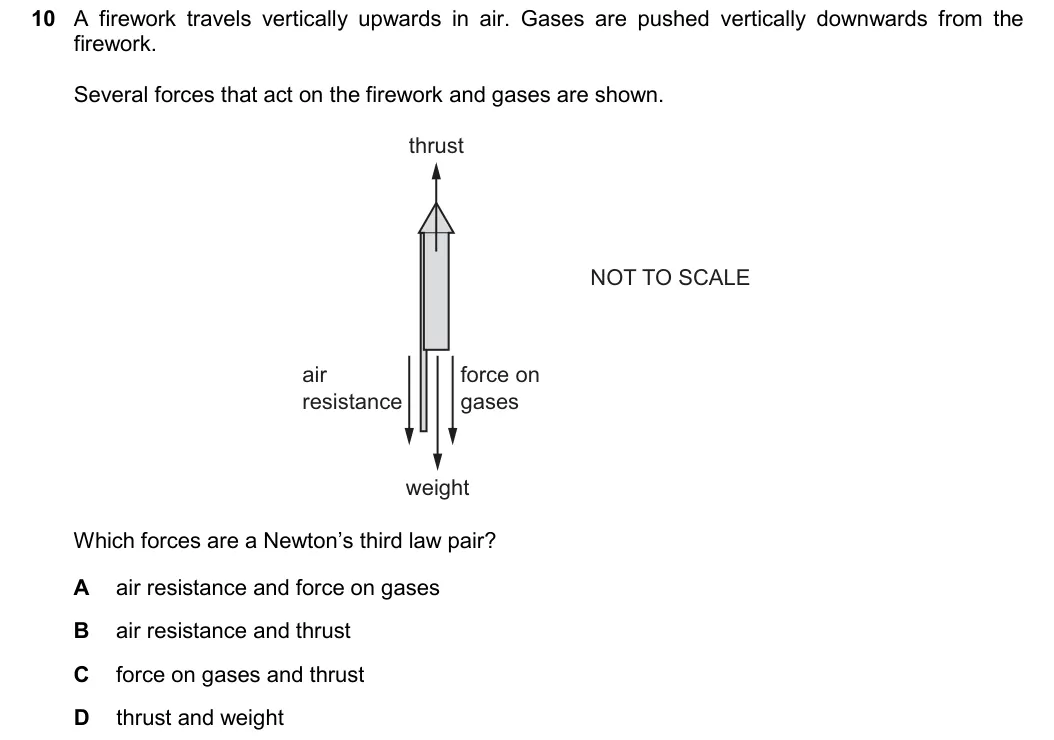 10 A firework travels vertically upwards in air. Gases are pushed vertically downwards from the
firework.
Several forces that act on the firework and gases are shown.
thrust
NOT TO SCALE
air
resistance
force on
gases
weight
Which forces are a Newton's third law pair?
A air resistance and force on gases
B air resistance and thrust
C force on gases and thrust
D thrust and weight